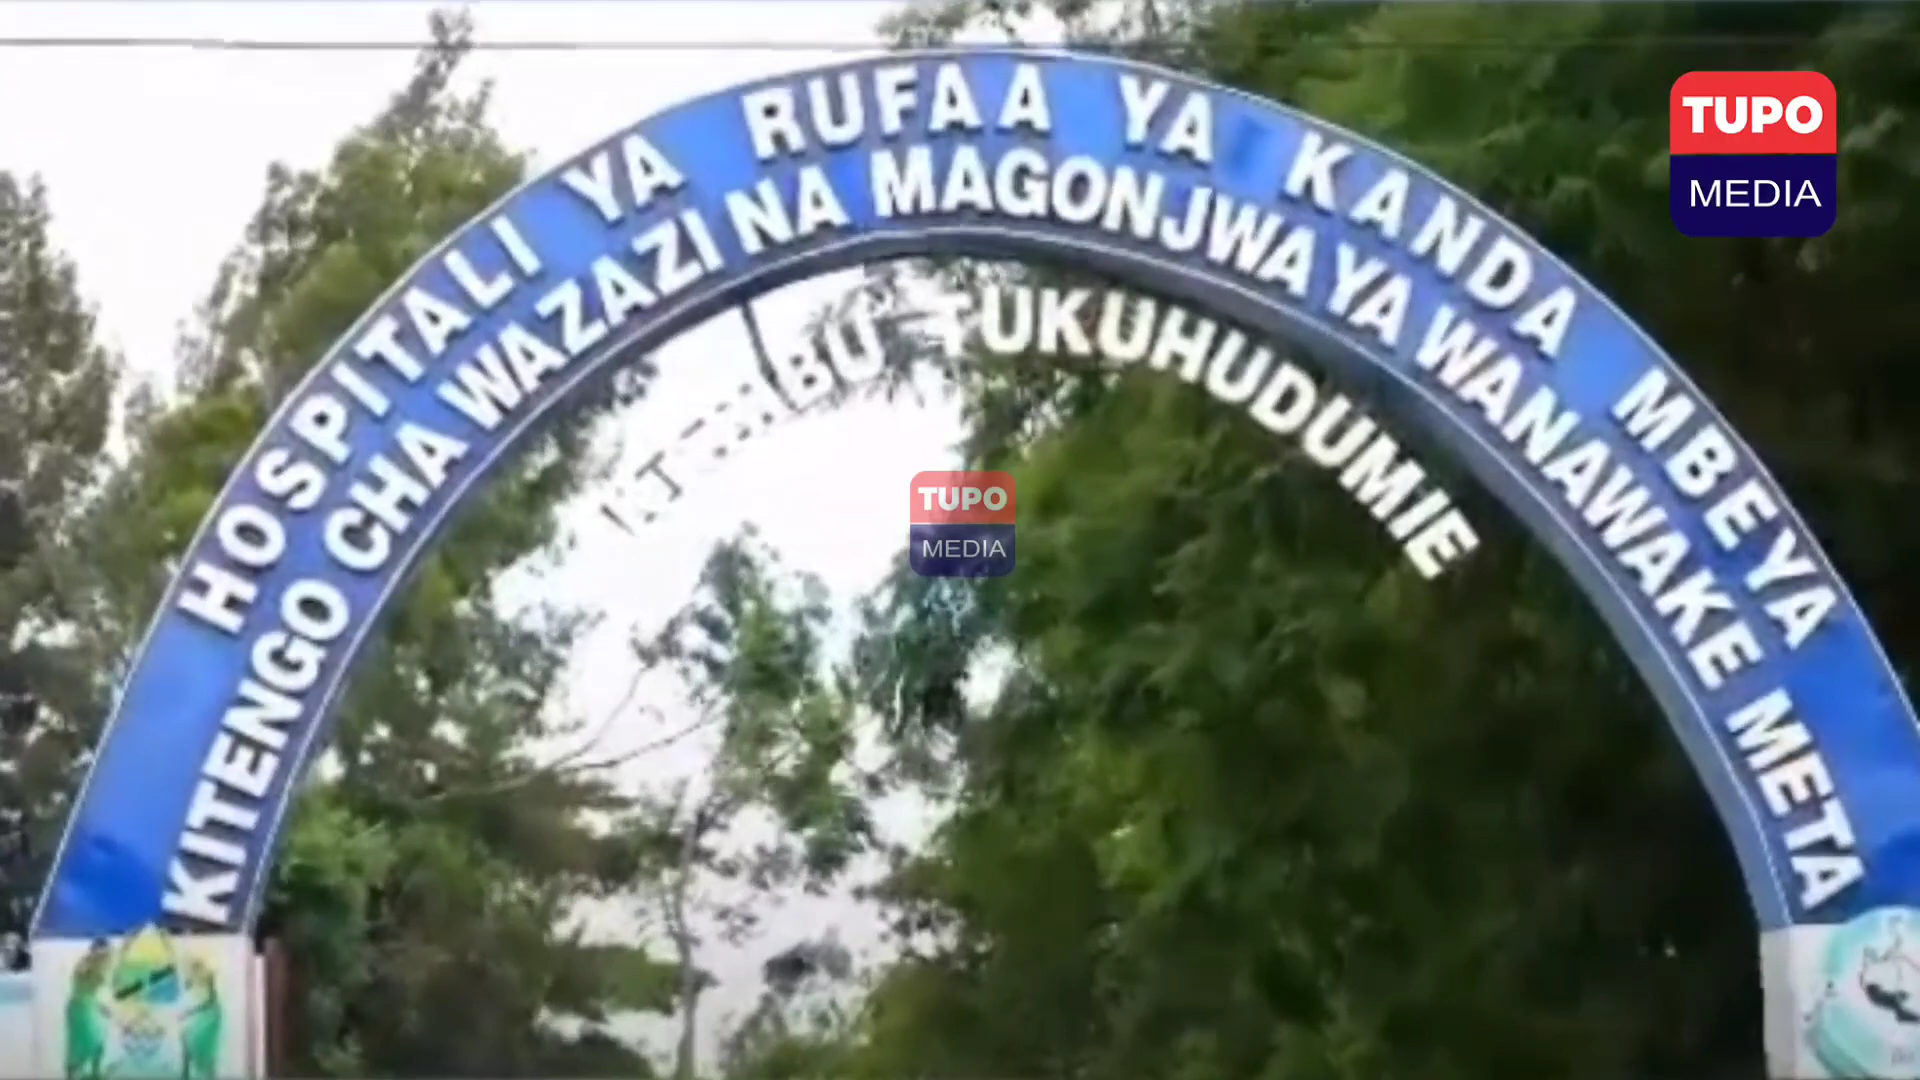 HOSPITALI YA RUFAA YA KANDA MBEYA
KITENGO CHA WAZAZI NA MAGONJWA YA WANAWAKE META
TUKUHUDUMIE
TUPO
MEDIA
TUPO
MEDIA